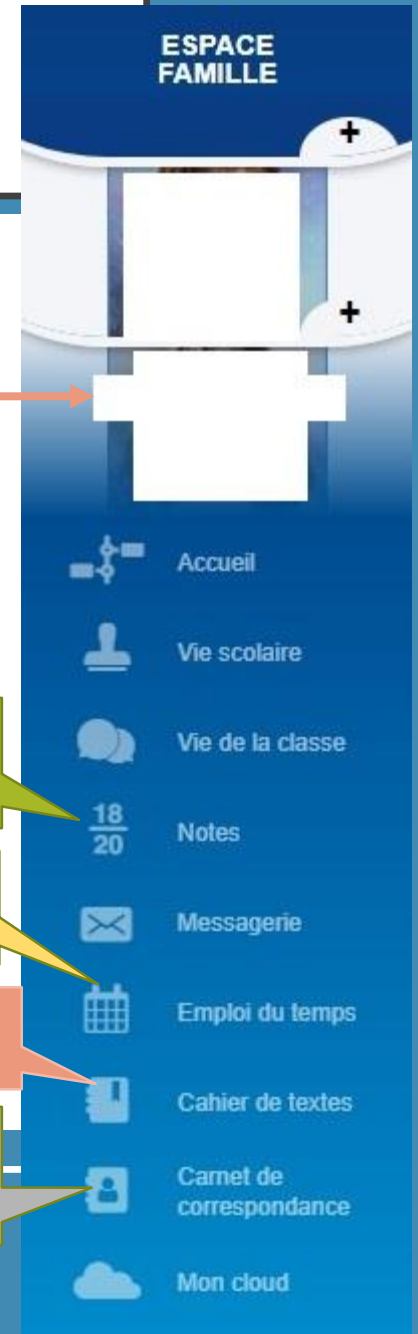 ESPACE
FAMILLE
+
+
Accueil
Vie scolaire
Vie de la classe
18
20
Notes
Messagerie
Emploi du temps
Cahier de textes
Carnet de
correspondance
Mon cloud